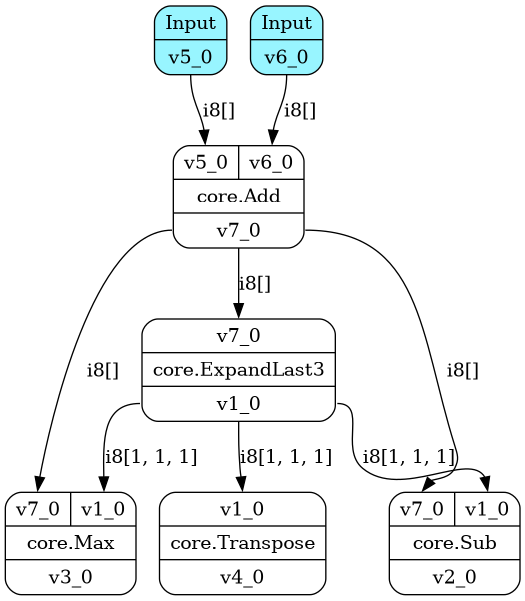 Input
v5_0
Input
v6_0
i8[]
i8[]
v5_0
v6_0
core.Add
v7_0
i8[]
i8[]
i8[]
v7_0
core.ExpandLast3
v1_0
i8[1, 1, 1]
i8[1, 1, 1]
i8[1, 1, 1]
v7_0
v1_0
core.Max
v3_0
v1_0
core.Transpose
v4_0
v7_0
v1_0
core.Sub
v2_0